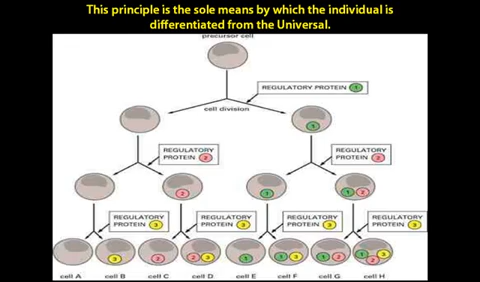 This principle is the sole means by which the individual is
differentiated from the Universal.
precursor cell
REGULATORY PROTEIN 1
cell division
1
REGULATORY
PROTEIN 2
REGULATORY
PROTEIN 2
2
1
1 2
REGULATORY
PROTEIN 3
REGULATORY
PROTEIN 3
REGULATORY
PROTEIN 3
REGULATORY
PROTEIN 3
3
2
2 3
1
1 3
1 2
1 2 3
cell A
cell B
cell C
cell D
cell E
cell F
cell G
cell H